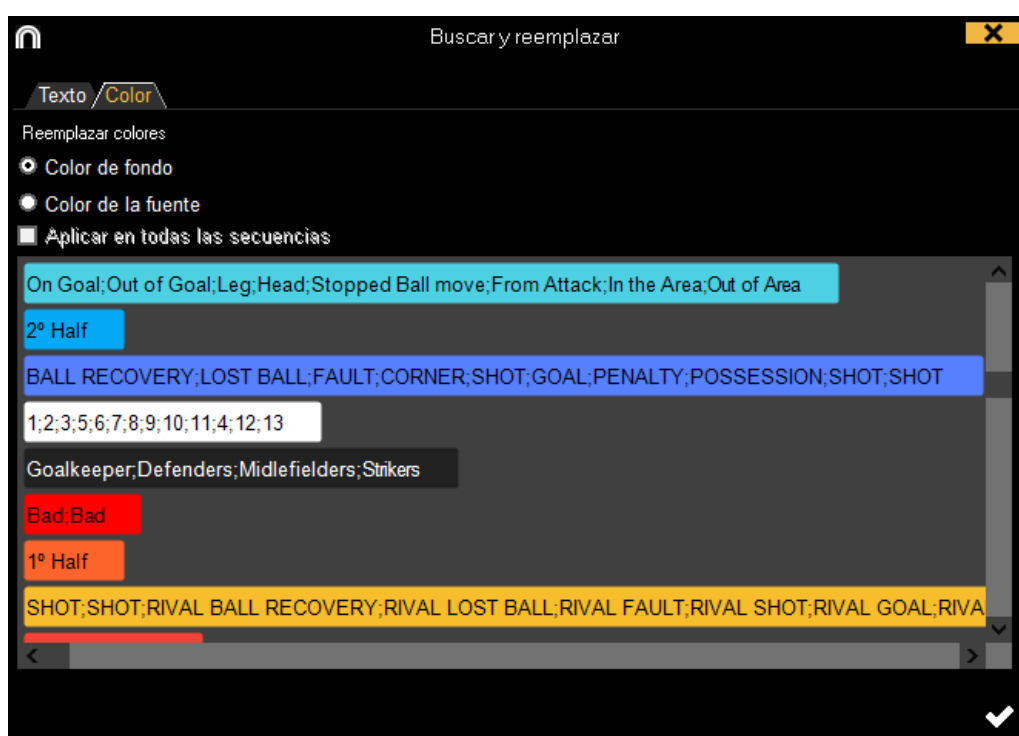 Buscar y reemplazar
Texto
Color
Reemplazar colores
Color de fondo
Color de la fuente
Aplicar en todas las secuencias
On Goal;Out of Goal;Leg;Head;Stopped Ball move;From Attack;In the Area;Out of Area
2º Half
BALL RECOVERY;LOST BALL;FAULT;CORNER;SHOT;GOAL;PENALTY;POSSESSION;SHOT;SHOT
1;2;3;5;6;7;8;9;10;11;4;12;13
Goalkeeper;Defenders;Midlefielders;Strikers
Bad;Bad
1º Half
SHOT;SHOT;RIVAL BALL RECOVERY;RIVAL LOST BALL;RIVAL FAULT;RIVAL SHOT;RIVAL GOAL;RIVA